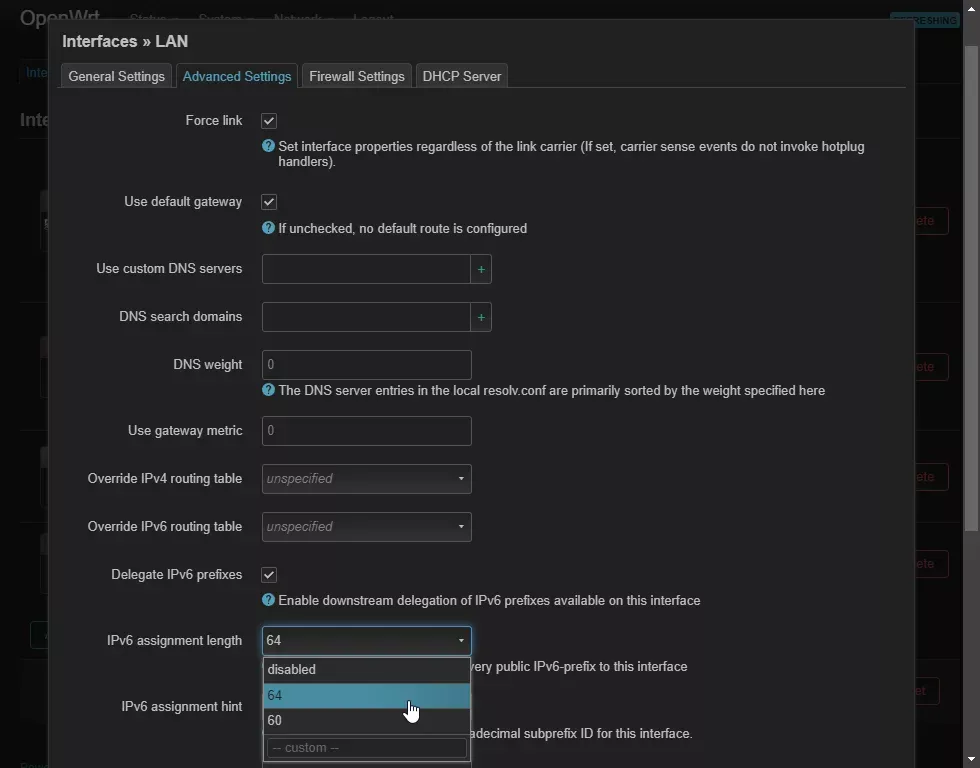 OpenWrt Status System Network Logout REFRESHING
Interfaces » LAN
General Settings Advanced Settings Firewall Settings DHCP Server
Force link
Set interface properties regardless of the link carrier (If set, carrier sense events do not invoke hotplug
handlers).
Use default gateway
If unchecked, no default route is configured
Use custom DNS servers +
DNS search domains +
DNS weight 0
The DNS server entries in the local resolv.conf are primarily sorted by the weight specified here
Use gateway metric 0
Override IPv4 routing table unspecified
Override IPv6 routing table unspecified
Delegate IPv6 prefixes
Enable downstream delegation of IPv6 prefixes available on this interface
IPv6 assignment length 64
disabled
very public IPv6-prefix to this interface
64
IPv6 assignment hint
60
adecimal subprefix ID for this interface.
-- custom --